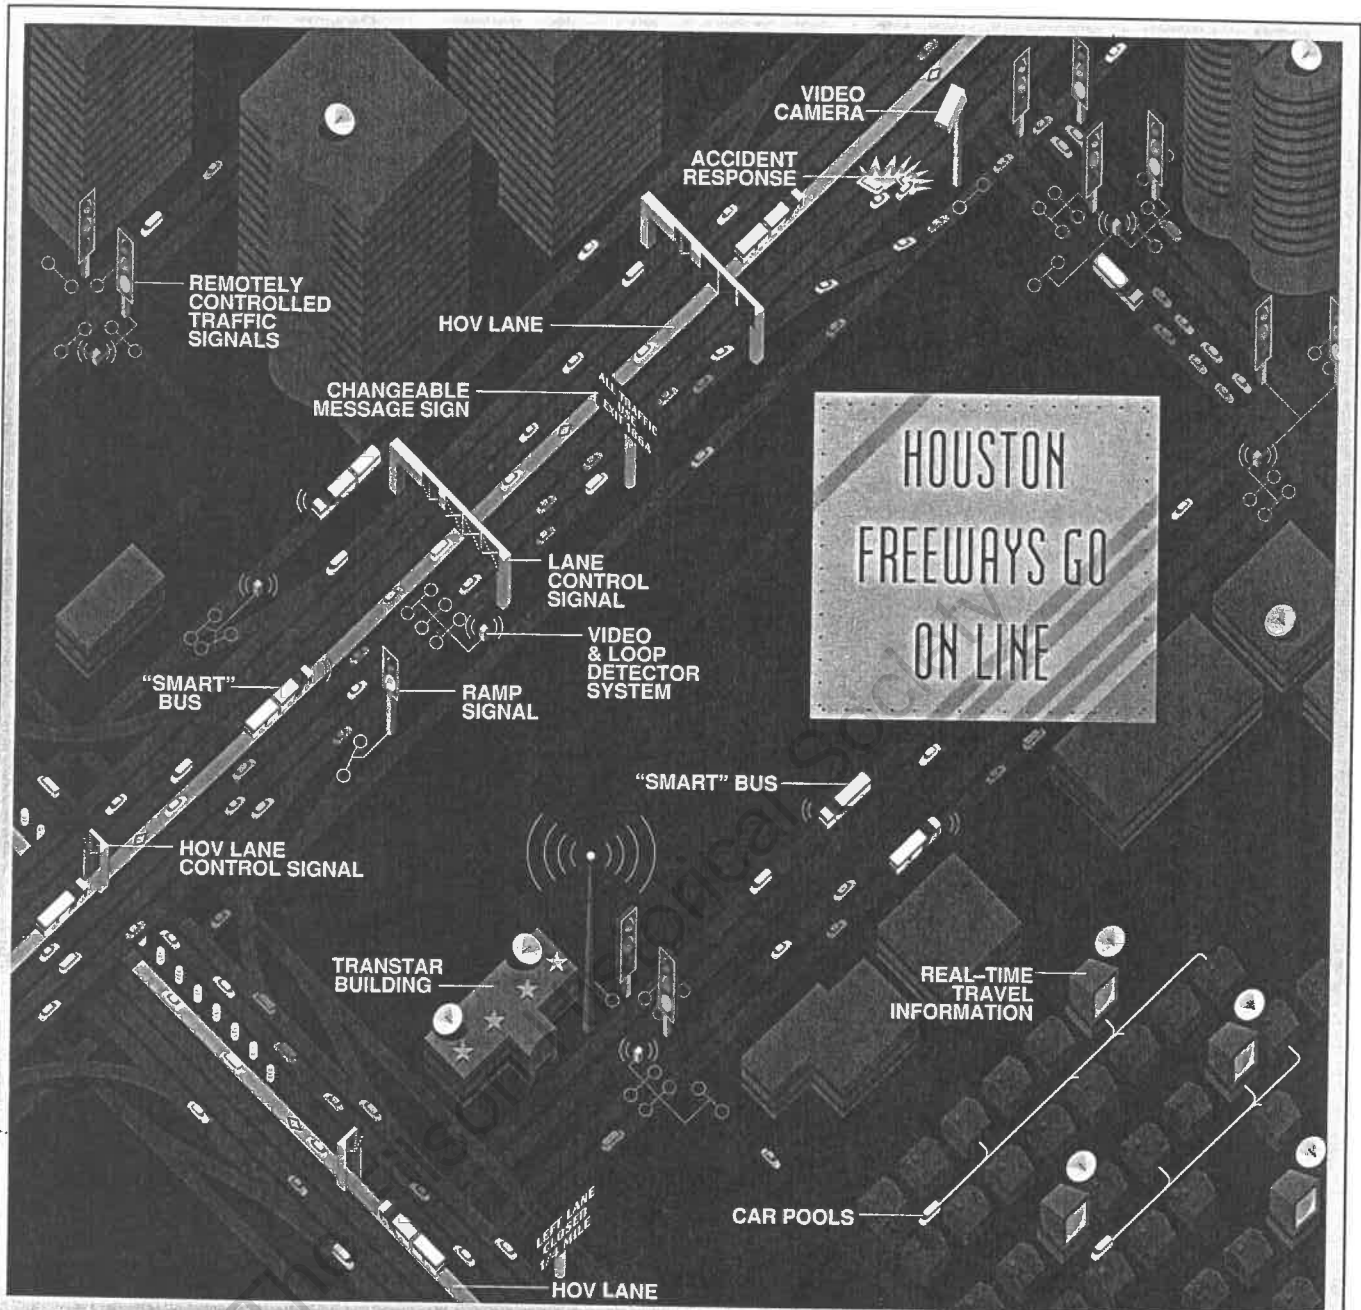 VIDEO
CAMERA
ACCIDENT
RESPONSE
REMOTELY
CONTROLLED
TRAFFIC
SIGNALS
HOV LANE
CHANGEABLE
MESSAGE SIGN
ALL TRAFFIC
USE
EXIT 106A
HOUSTON
FREEWAYS GO
ON LINE
LANE
CONTROL
SIGNAL
VIDEO
& LOOP
DETECTOR
SYSTEM
"SMART"
BUS
RAMP
SIGNAL
"SMART" BUS
HOV LANE
CONTROL SIGNAL
TRANSTAR
BUILDING
REAL–TIME
TRAVEL
INFORMATION
CAR POOLS
LEFT LANE
CLOSED
MILE
HOV LANE